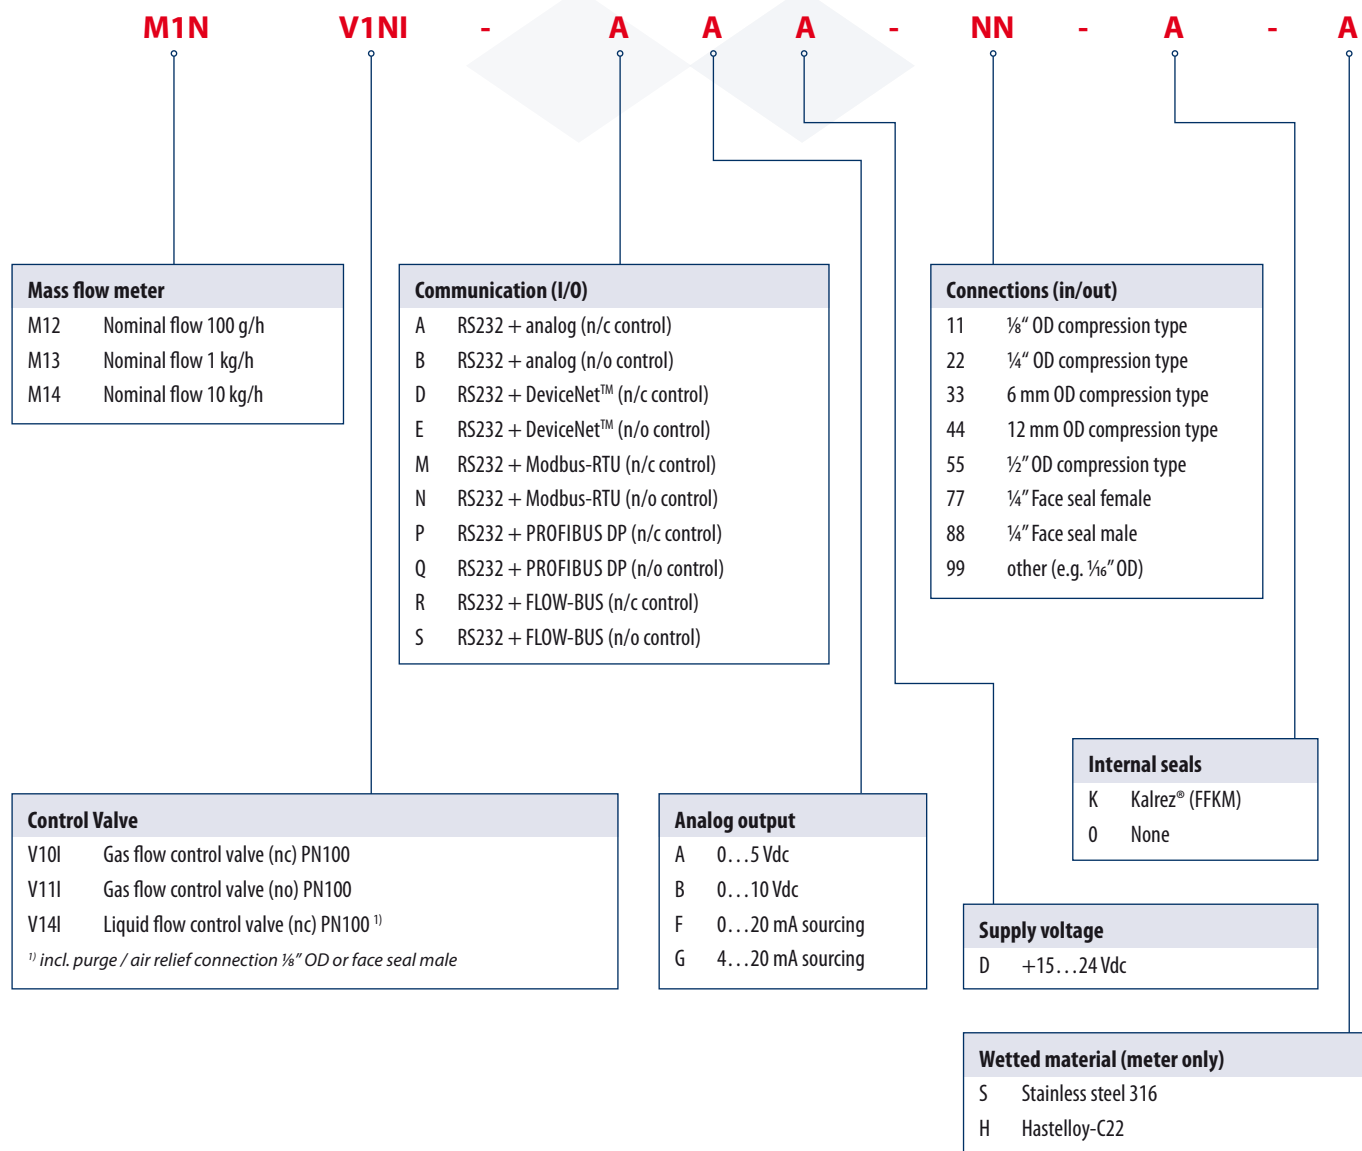 M1N V1NI - A A A - NN - A - A
Mass flow meter
M12 Nominal flow 100 g/h
M13 Nominal flow 1 kg/h
M14 Nominal flow 10 kg/h
Communication (I/O)
A RS232 + analog (n/c control)
B RS232 + analog (n/o control)
D RS232 + DeviceNet™ (n/c control)
E RS232 + DeviceNet™ (n/o control)
M RS232 + Modbus-RTU (n/c control)
N RS232 + Modbus-RTU (n/o control)
P RS232 + PROFIBUS DP (n/c control)
Q RS232 + PROFIBUS DP (n/o control)
R RS232 + FLOW-BUS (n/c control)
S RS232 + FLOW-BUS (n/o control)
Connections (in/out)
11 ⅛“ OD compression type
22 ¼“ OD compression type
33 6 mm OD compression type
44 12 mm OD compression type
55 ½” OD compression type
77 ¼” Face seal female
88 ¼” Face seal male
99 other (e.g. ¹⁄₁₆” OD)
Control Valve
V10I Gas flow control valve (nc) PN100
V11I Gas flow control valve (no) PN100
V14I Liquid flow control valve (nc) PN100 ¹⁾
¹⁾ incl. purge / air relief connection ⅛” OD or face seal male
Analog output
A 0…5 Vdc
B 0…10 Vdc
F 0…20 mA sourcing
G 4…20 mA sourcing
Internal seals
K Kalrez® (FFKM)
0 None
Supply voltage
D +15…24 Vdc
Wetted material (meter only)
S Stainless steel 316
H Hastelloy-C22